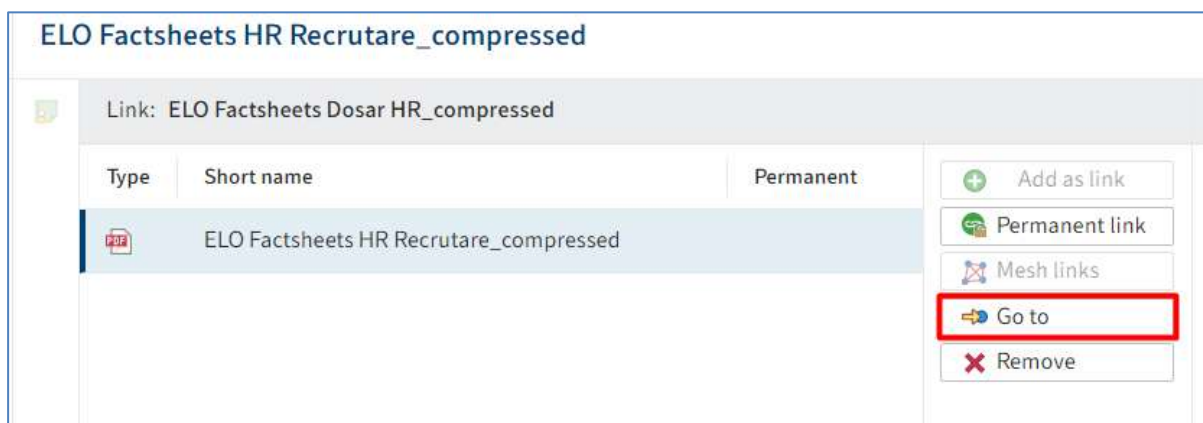 ELO Factsheets HR Recrutare_compressed
Link: ELO Factsheets Dosar HR_compressed
Type Short name Permanent
Add as link
PDF ELO Factsheets HR Recrutare_compressed
Permanent link
Mesh links
Go to
Remove